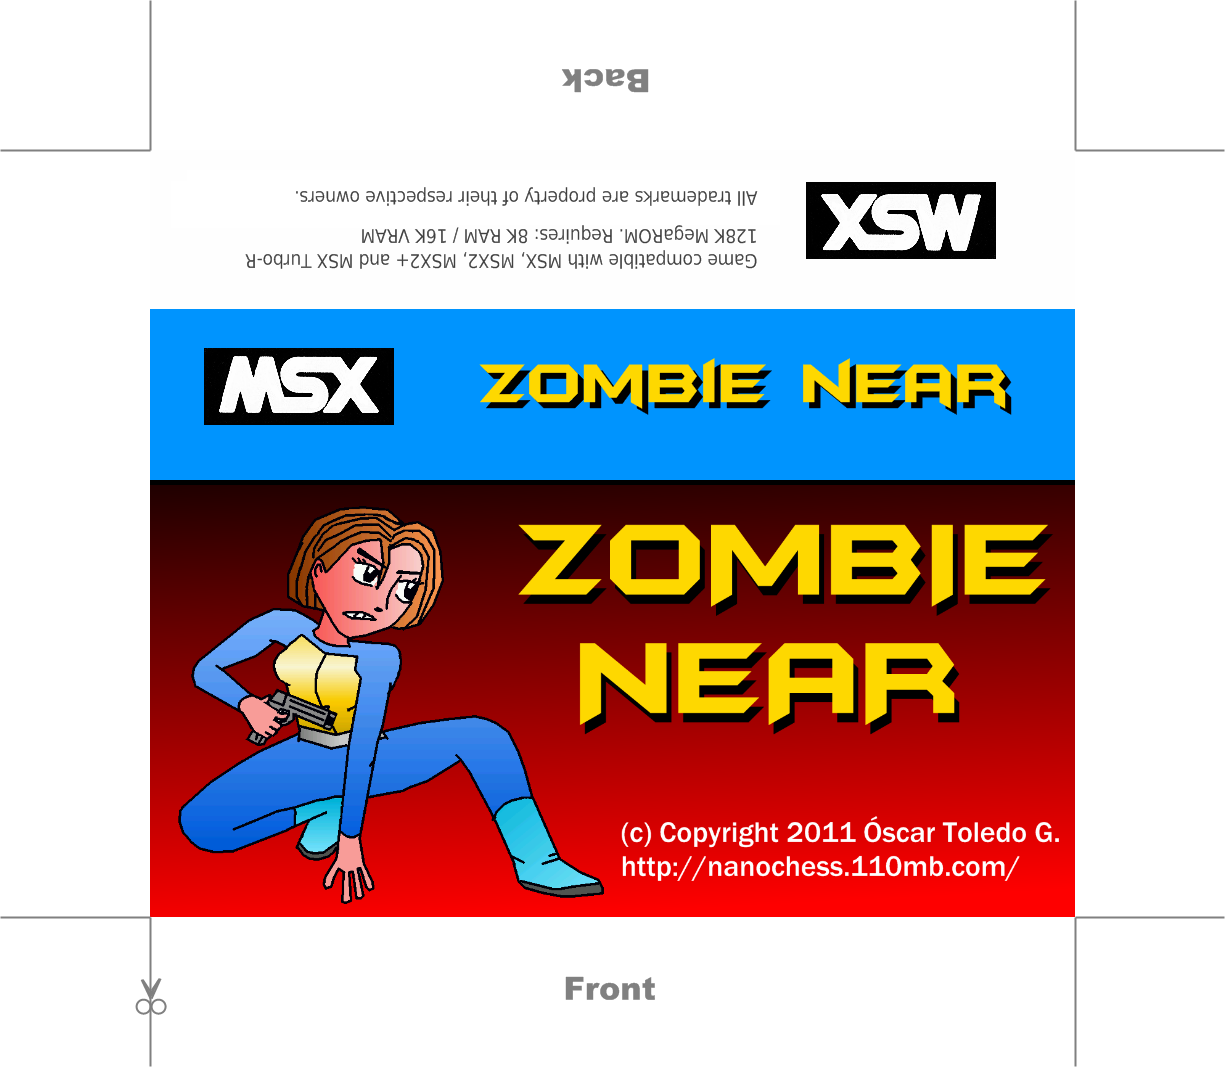 Back
Game compatible with MSX, MSX2, MSX2+ and MSX Turbo-R
128K MegaROM. Requires: 8K RAM / 16K VRAM
All trademarks are property of their respective owners.
MSX
MSX
ZOMBIE NEAR
ZOMBIE
NEAR
(c) Copyright 2011 Óscar Toledo G.
http://nanochess.110mb.com/
Front